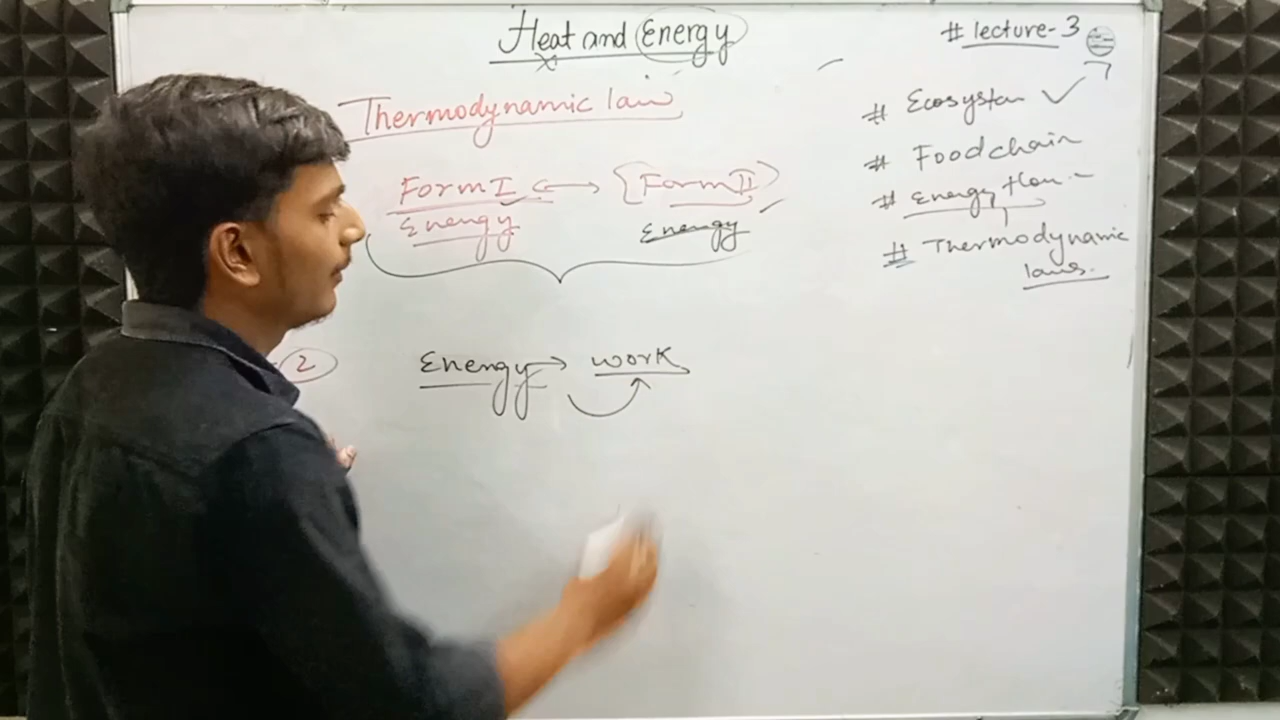 Heat and Energy
# lecture-3
Thermodynamic law
Form I ⟷ {Form II}
Energy Energy
2
Energy → work
# Ecosystem ✓
# Food chain
# Energy flow
# Thermodynamic
laws.